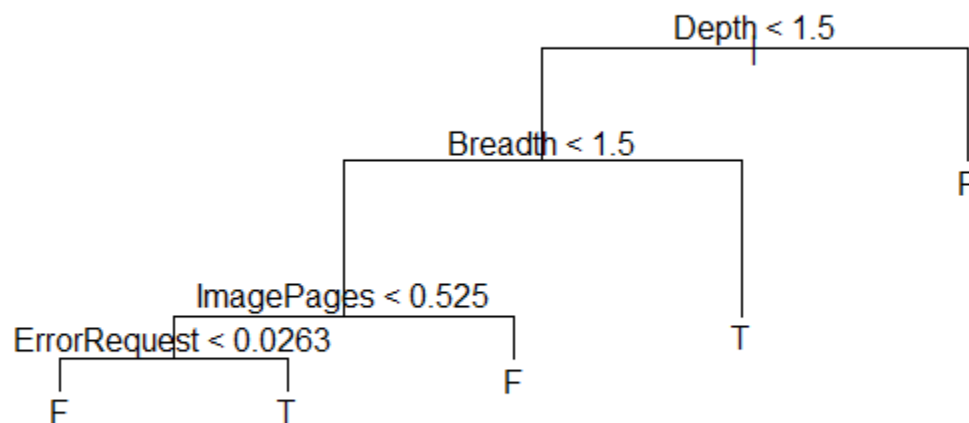 Depth < 1.5
Breadth < 1.5
F
ImagePages < 0.525
T
ErrorRequest < 0.0263
F
F
T